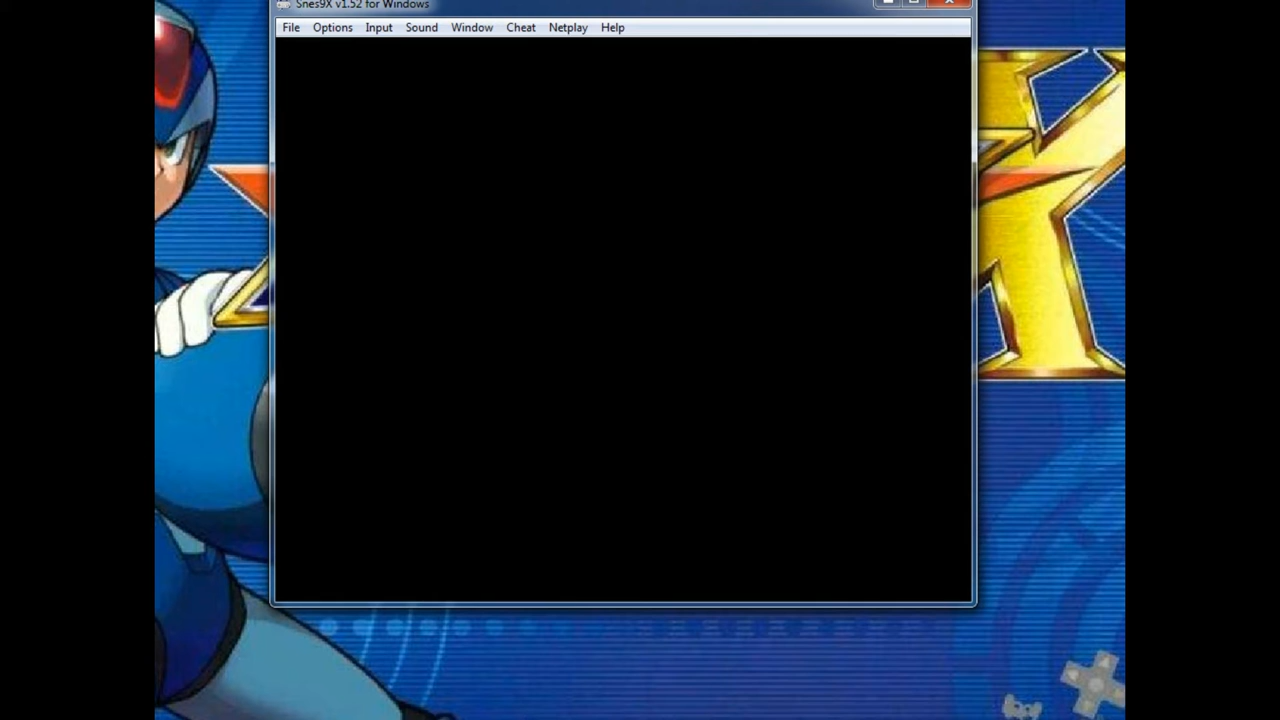 Snes9X v1.52 for Windows
File Options Input Sound Window Cheat Netplay Help
X